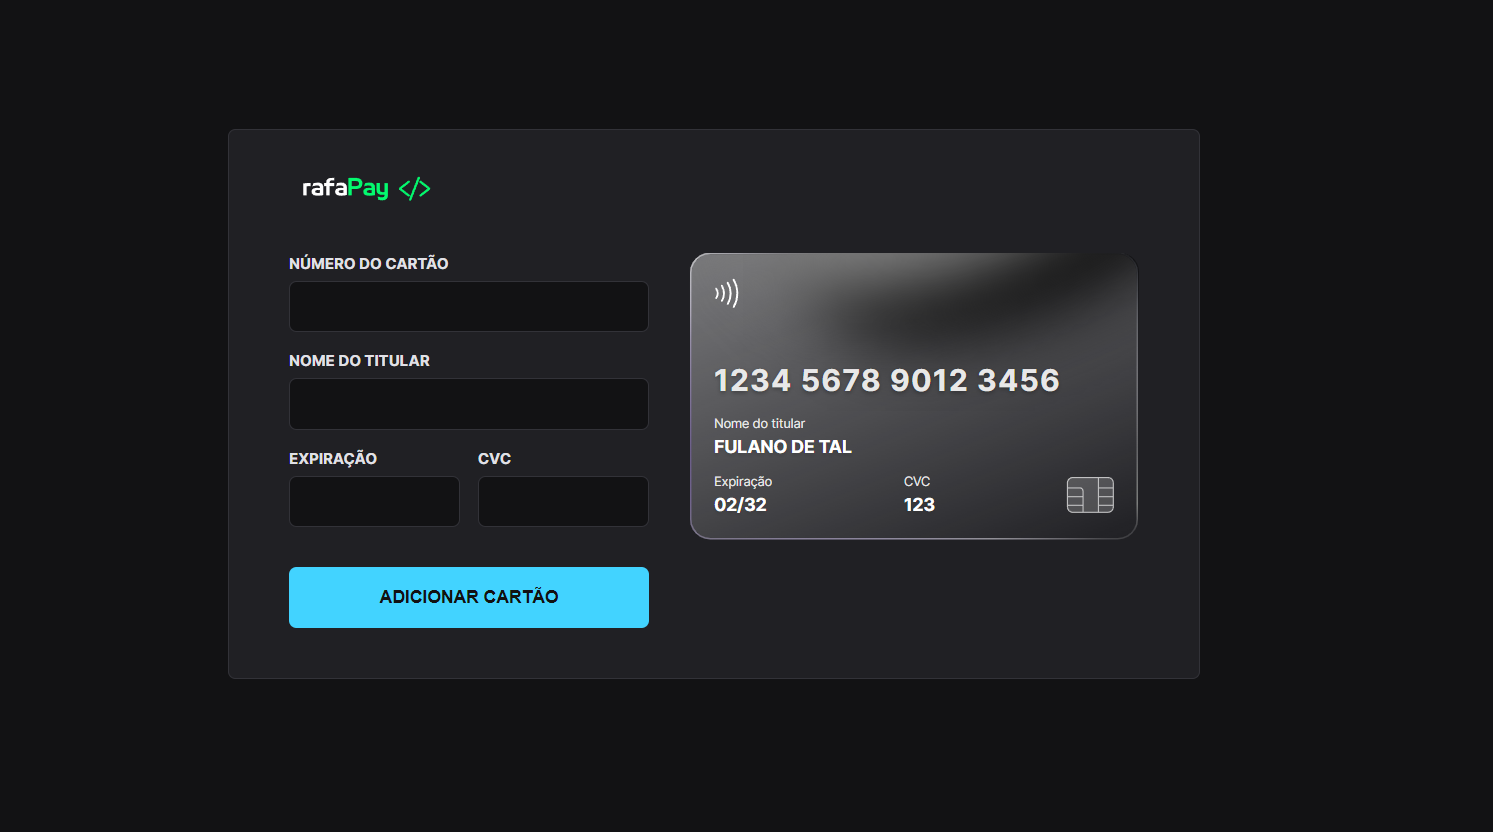 rafaPay </>
NÚMERO DO CARTÃO
NOME DO TITULAR
EXPIRAÇÃO CVC
ADICIONAR CARTÃO
1234 5678 9012 3456
Nome do titular
FULANO DE TAL
Expiração CVC
02/32 123